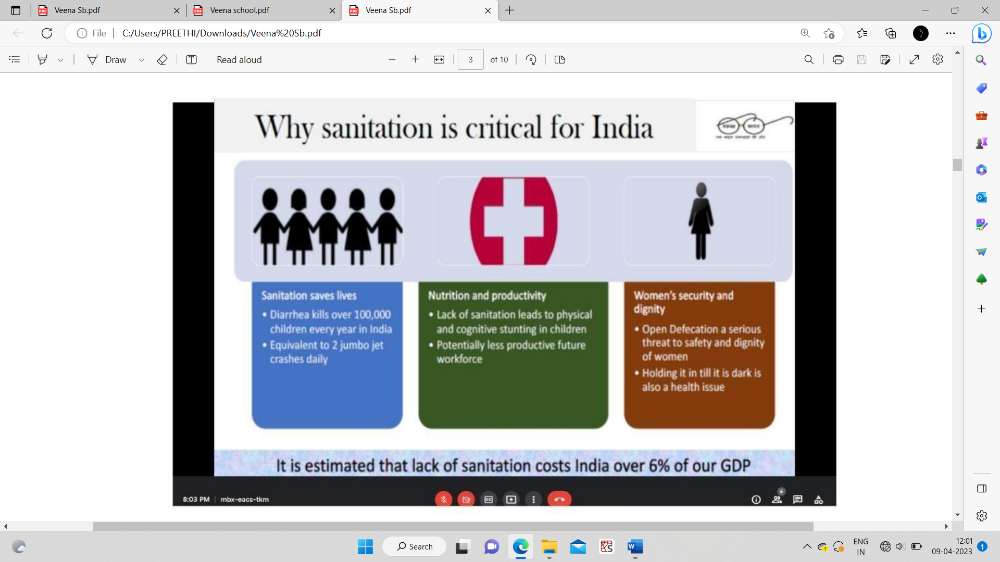 Veena Sb.pdf
Veena school.pdf
Veena Sb.pdf
File
C:/Users/PREETHI/Downloads/Veena%20Sb.pdf
Draw
Read aloud
3
of 10
Why sanitation is critical for India
Sanitation saves lives
• Diarrhea kills over 100,000
children every year in India
• Equivalent to 2 jumbo jet
crashes daily
Nutrition and productivity
• Lack of sanitation leads to physical
and cognitive stunting in children
• Potentially less productive future
workforce
Women's security and
dignity
• Open Defecation a serious
threat to safety and dignity
of women
• Holding it in till it is dark is
also a health issue
It is estimated that lack of sanitation costs India over 6% of our GDP
8:03 PM | mbx-eacs-tkm
6
Search
ENG
IN
12:01
09-04-2023
1